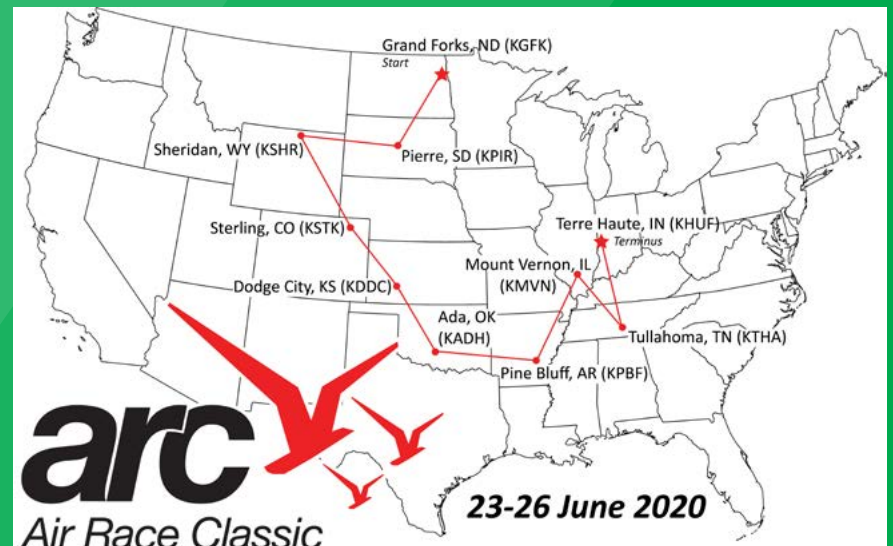 Grand Forks, ND (KGFK)
Start
Sheridan, WY (KSHR)
Pierre, SD (KPIR)
Sterling, CO (KSTK)
Terre Haute, IN (KHUF)
Terminus
Mount Vernon, IL
(KMVN)
Dodge City, KS (KDDC)
Ada, OK
(KADH)
Tullahoma, TN (KTHA)
Pine Bluff, AR (KPBF)
arc
Air Race Classic
23-26 June 2020